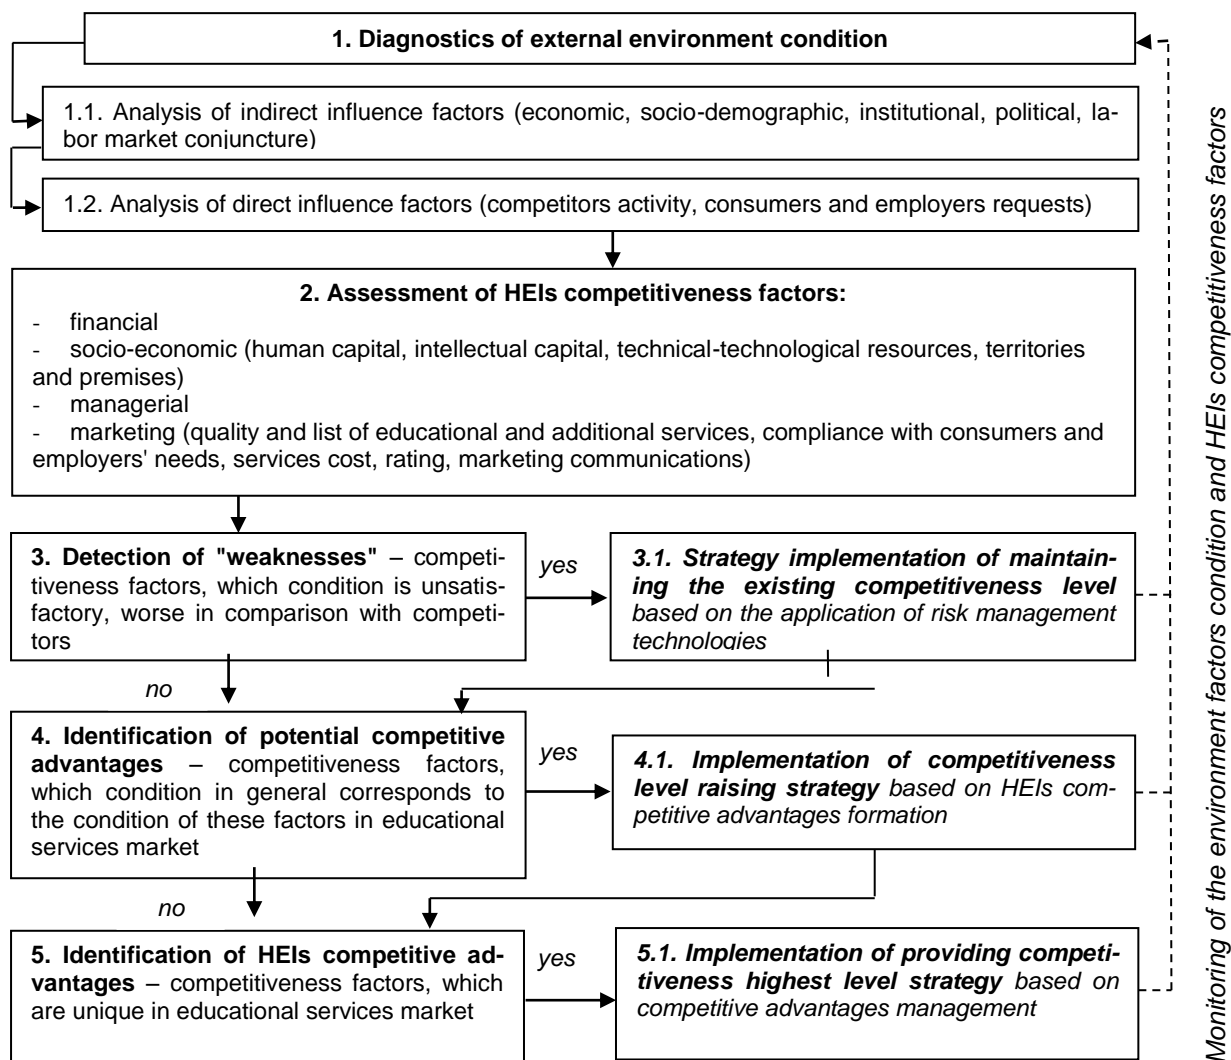 1. Diagnostics of external environment condition
1.1. Analysis of indirect influence factors (economic, socio-demographic, institutional, political, la-
bor market conjuncture)
1.2. Analysis of direct influence factors (competitors activity, consumers and employers requests)
2. Assessment of HEIs competitiveness factors:
- financial
- socio-economic (human capital, intellectual capital, technical-technological resources, territories
and premises)
- managerial
- marketing (quality and list of educational and additional services, compliance with consumers and
employers' needs, services cost, rating, marketing communications)
3. Detection of "weaknesses" – competi-
tiveness factors, which condition is unsatis-
factory, worse in comparison with competi-
tors
yes
3.1. Strategy implementation of maintain-
ing the existing competitiveness level
based on the application of risk management
technologies
no
4. Identification of potential competitive
advantages – competitiveness factors,
which condition in general corresponds to
the condition of these factors in educational
services market
yes
4.1. Implementation of competitiveness
level raising strategy based on HEIs com-
petitive advantages formation
no
5. Identification of HEIs competitive ad-
vantages – competitiveness factors, which
are unique in educational services market
yes
5.1. Implementation of providing competi-
tiveness highest level strategy based on
competitive advantages management
Monitoring of the environment factors condition and HEIs competitiveness factors